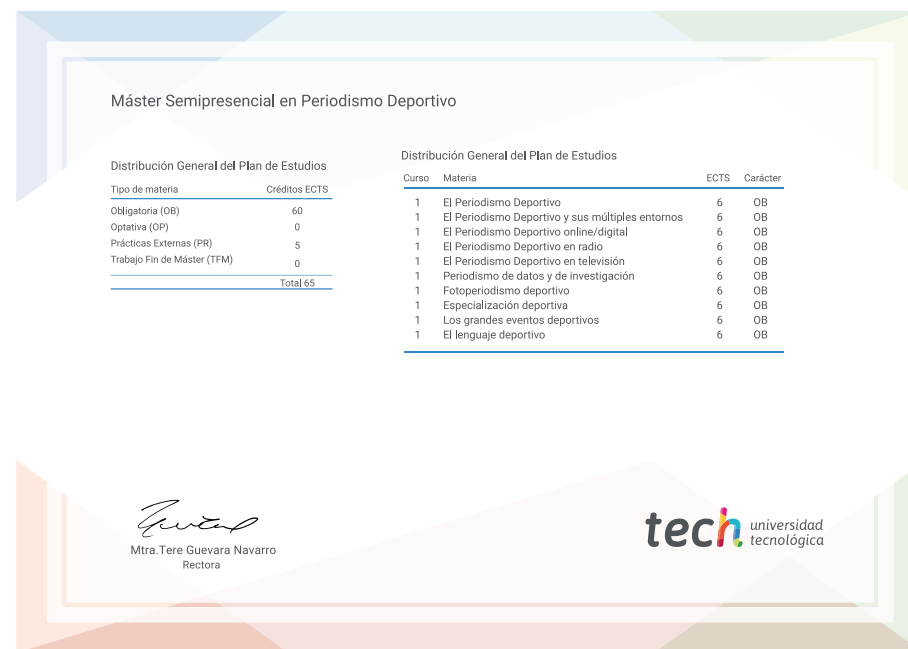 Máster Semipresencial en Periodismo Deportivo
Distribución General del Plan de Estudios
Tipo de materia Créditos ECTS
Obligatoria (OB) 60
Optativa (OP) 0
Prácticas Externas (PR) 5
Trabajo Fin de Máster (TFM) 0
Total 65
Distribución General del Plan de Estudios
Curso Materia ECTS Carácter
1 El Periodismo Deportivo 6 OB
1 El Periodismo Deportivo y sus múltiples entornos 6 OB
1 El Periodismo Deportivo online/digital 6 OB
1 El Periodismo Deportivo en radio 6 OB
1 El Periodismo Deportivo en televisión 6 OB
1 Periodismo de datos y de investigación 6 OB
1 Fotoperiodismo deportivo 6 OB
1 Especialización deportiva 6 OB
1 Los grandes eventos deportivos 6 OB
1 El lenguaje deportivo 6 OB
Mtra.Tere Guevara Navarro
Rectora
tech universidad
tecnológica